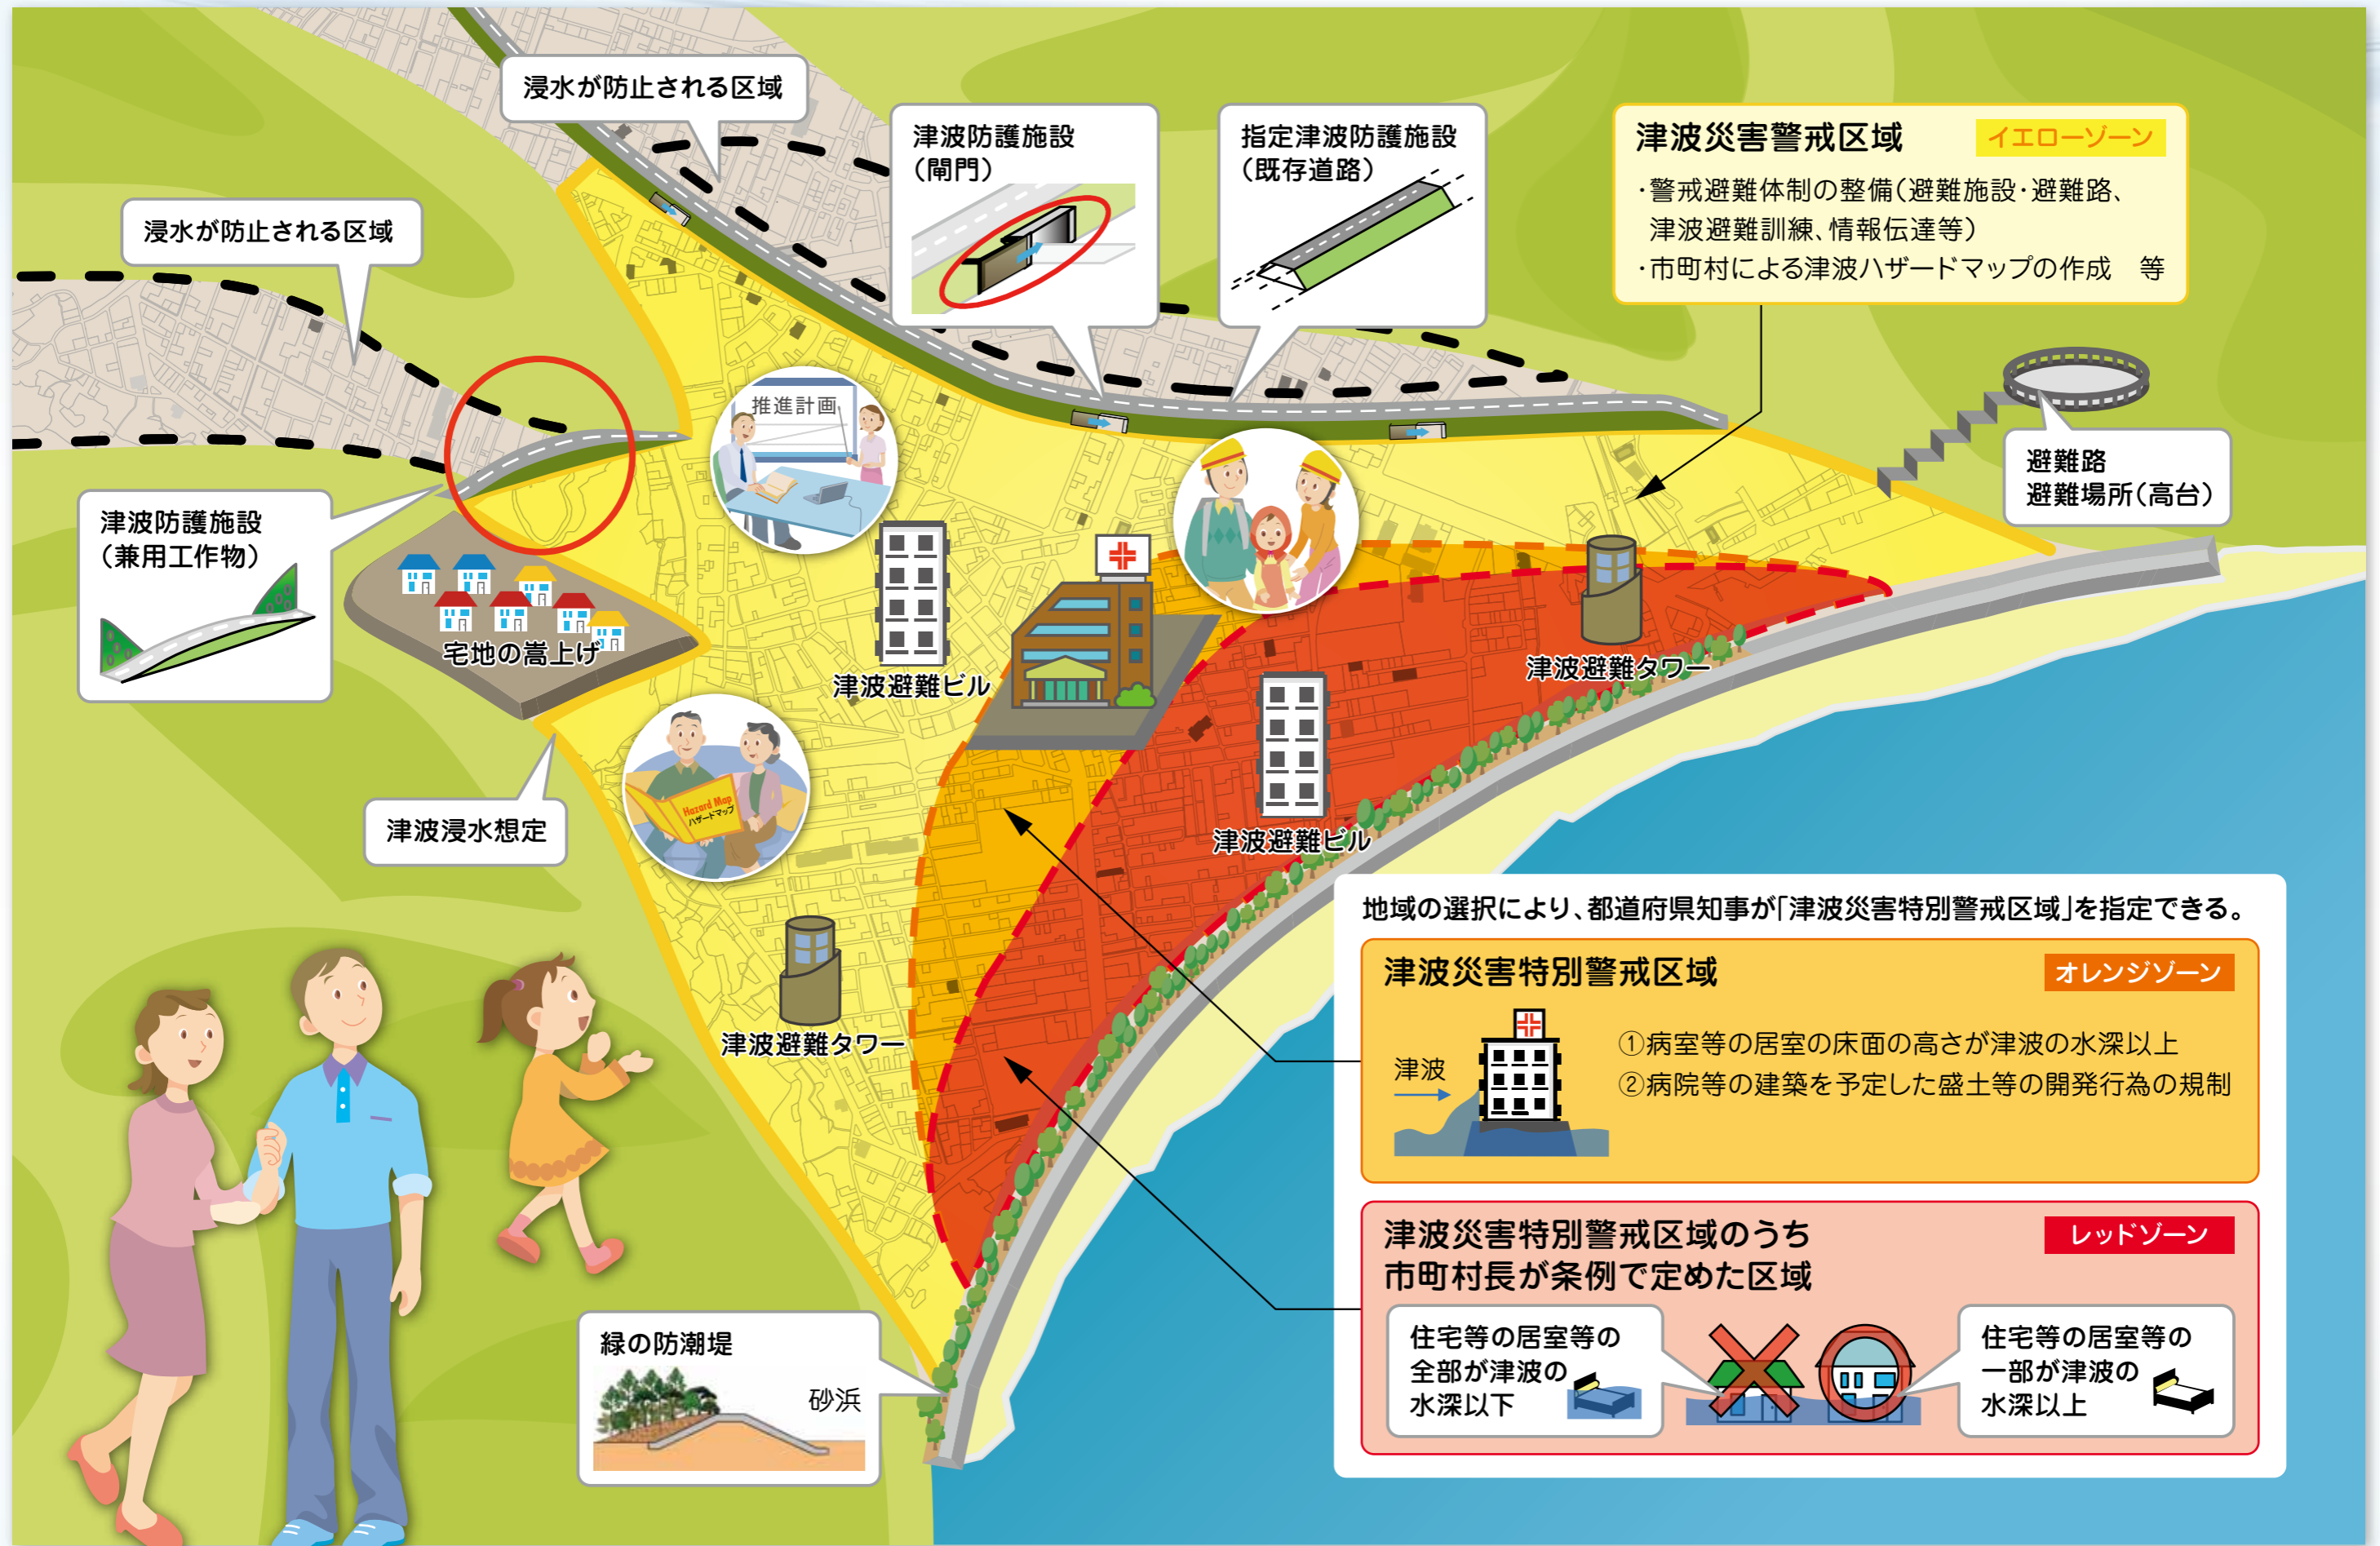 浸水が防止される区域
津波防護施設
（閘門）
指定津波防護施設
（既存道路）
津波災害警戒区域
イエローゾーン
・警戒避難体制の整備（避難施設・避難路、
津波避難訓練、情報伝達等）
・市町村による津波ハザードマップの作成　等
浸水が防止される区域
推進計画
避難路
避難場所（高台）
津波防護施設
（兼用工作物）
宅地の嵩上げ
津波避難ビル
津波避難タワー
津波浸水想定
Hazard Map
ハザードマップ
津波避難ビル
津波避難タワー
地域の選択により、都道府県知事が「津波災害特別警戒区域」を指定できる。
津波災害特別警戒区域
オレンジゾーン
津波
①病室等の居室の床面の高さが津波の水深以上
②病院等の建築を予定した盛土等の開発行為の規制
津波災害特別警戒区域のうち
市町村長が条例で定めた区域
レッドゾーン
住宅等の居室等の
全部が津波の
水深以下
住宅等の居室等の
一部が津波の
水深以上
緑の防潮堤
砂浜